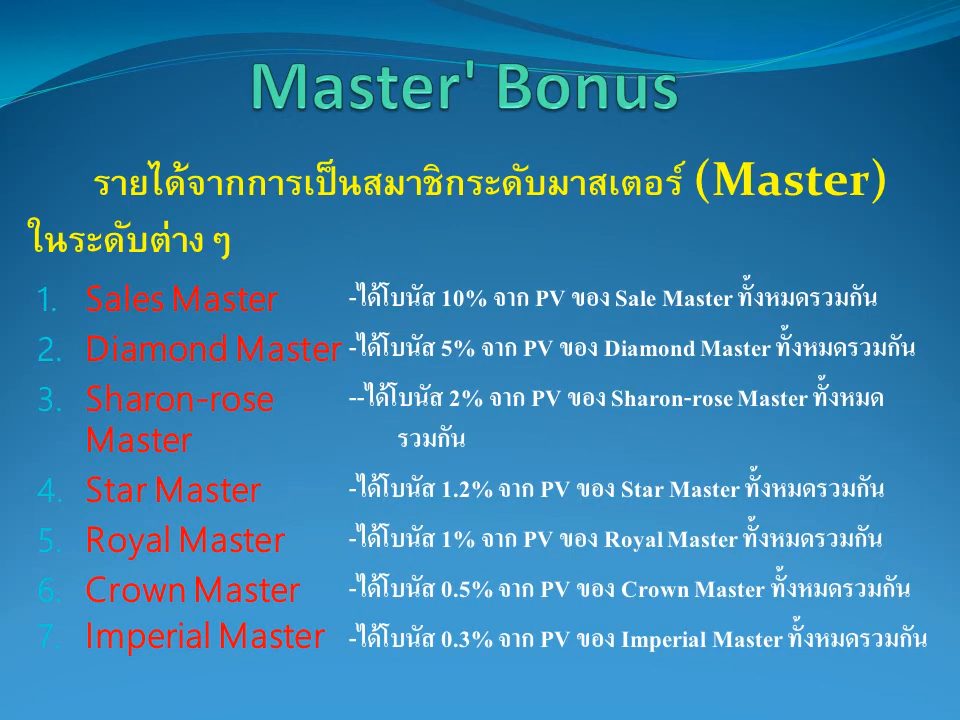 Master' Bonus
รายได้จากการเป็นสมาชิกระดับมาสเตอร์ (Master)
ในระดับต่าง ๆ
1. Sales Master -ได้โบนัส 10% จาก PV ของ Sale Master ทั้งหมดรวมกัน
2. Diamond Master -ได้โบนัส 5% จาก PV ของ Diamond Master ทั้งหมดรวมกัน
3. Sharon-rose --ได้โบนัส 2% จาก PV ของ Sharon-rose Master ทั้งหมด
Master รวมกัน
4. Star Master -ได้โบนัส 1.2% จาก PV ของ Star Master ทั้งหมดรวมกัน
5. Royal Master -ได้โบนัส 1% จาก PV ของ Royal Master ทั้งหมดรวมกัน
6. Crown Master -ได้โบนัส 0.5% จาก PV ของ Crown Master ทั้งหมดรวมกัน
7. Imperial Master -ได้โบนัส 0.3% จาก PV ของ Imperial Master ทั้งหมดรวมกัน